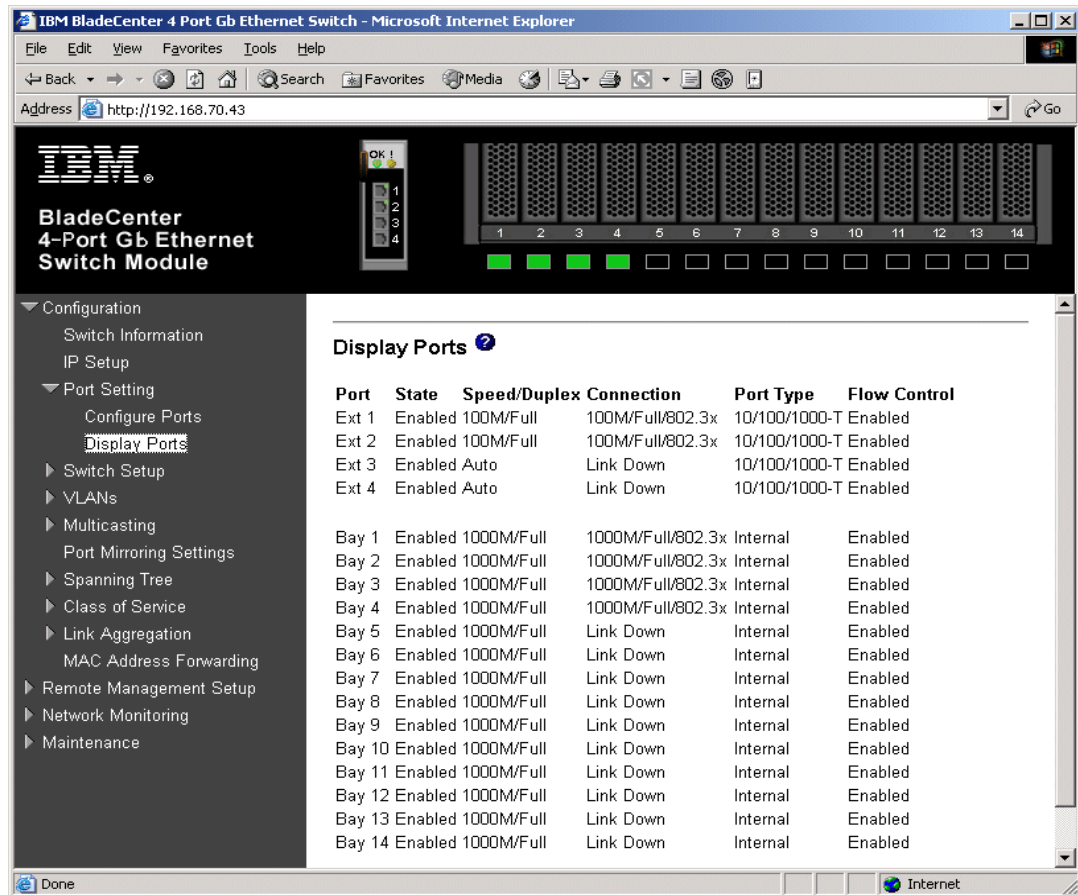 IBM BladeCenter 4 Port Gb Ethernet Switch - Microsoft Internet Explorer
File Edit View Favorites Tools Help
Back Search Favorites Media
Address http://192.168.70.43 Go
IBM®
BladeCenter
4-Port Gb Ethernet
Switch Module
OK !
1
2
3
4
1 2 3 4 5 6 7 8 9 10 11 12 13 14
Configuration
Switch Information
IP Setup
Port Setting
Configure Ports
Display Ports
Switch Setup
VLANs
Multicasting
Port Mirroring Settings
Spanning Tree
Class of Service
Link Aggregation
MAC Address Forwarding
Remote Management Setup
Network Monitoring
Maintenance
Display Ports ?
Port State Speed/Duplex Connection Port Type Flow Control
Ext 1 Enabled 100M/Full 100M/Full/802.3x 10/100/1000-T Enabled
Ext 2 Enabled 100M/Full 100M/Full/802.3x 10/100/1000-T Enabled
Ext 3 Enabled Auto Link Down 10/100/1000-T Enabled
Ext 4 Enabled Auto Link Down 10/100/1000-T Enabled
Bay 1 Enabled 1000M/Full 1000M/Full/802.3x Internal Enabled
Bay 2 Enabled 1000M/Full 1000M/Full/802.3x Internal Enabled
Bay 3 Enabled 1000M/Full 1000M/Full/802.3x Internal Enabled
Bay 4 Enabled 1000M/Full 1000M/Full/802.3x Internal Enabled
Bay 5 Enabled 1000M/Full Link Down Internal Enabled
Bay 6 Enabled 1000M/Full Link Down Internal Enabled
Bay 7 Enabled 1000M/Full Link Down Internal Enabled
Bay 8 Enabled 1000M/Full Link Down Internal Enabled
Bay 9 Enabled 1000M/Full Link Down Internal Enabled
Bay 10 Enabled 1000M/Full Link Down Internal Enabled
Bay 11 Enabled 1000M/Full Link Down Internal Enabled
Bay 12 Enabled 1000M/Full Link Down Internal Enabled
Bay 13 Enabled 1000M/Full Link Down Internal Enabled
Bay 14 Enabled 1000M/Full Link Down Internal Enabled
Done Internet